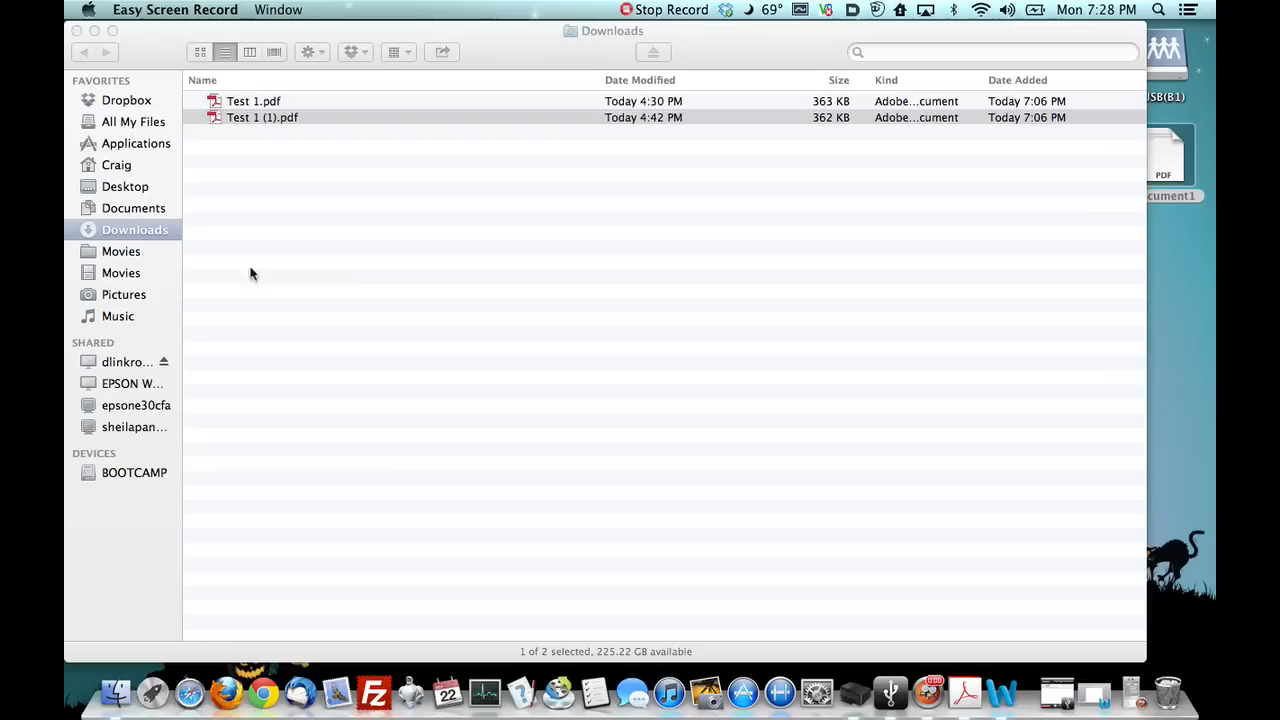 Easy Screen Record Window Stop Record 69° Mon 7:28 PM
Downloads
FAVORITES
Dropbox
All My Files
Applications
Craig
Desktop
Documents
Downloads
Movies
Movies
Pictures
Music
SHARED
dlinkro...
EPSON W...
epsone30cfa
sheilapan...
DEVICES
BOOTCAMP
Name Date Modified Size Kind Date Added
Test 1.pdf Today 4:30 PM 363 KB Adobe...cument Today 7:06 PM
Test 1 (1).pdf Today 4:42 PM 362 KB Adobe...cument Today 7:06 PM
1 of 2 selected, 225.22 GB available
USB(B1)
PDF
cument1
22
0:00